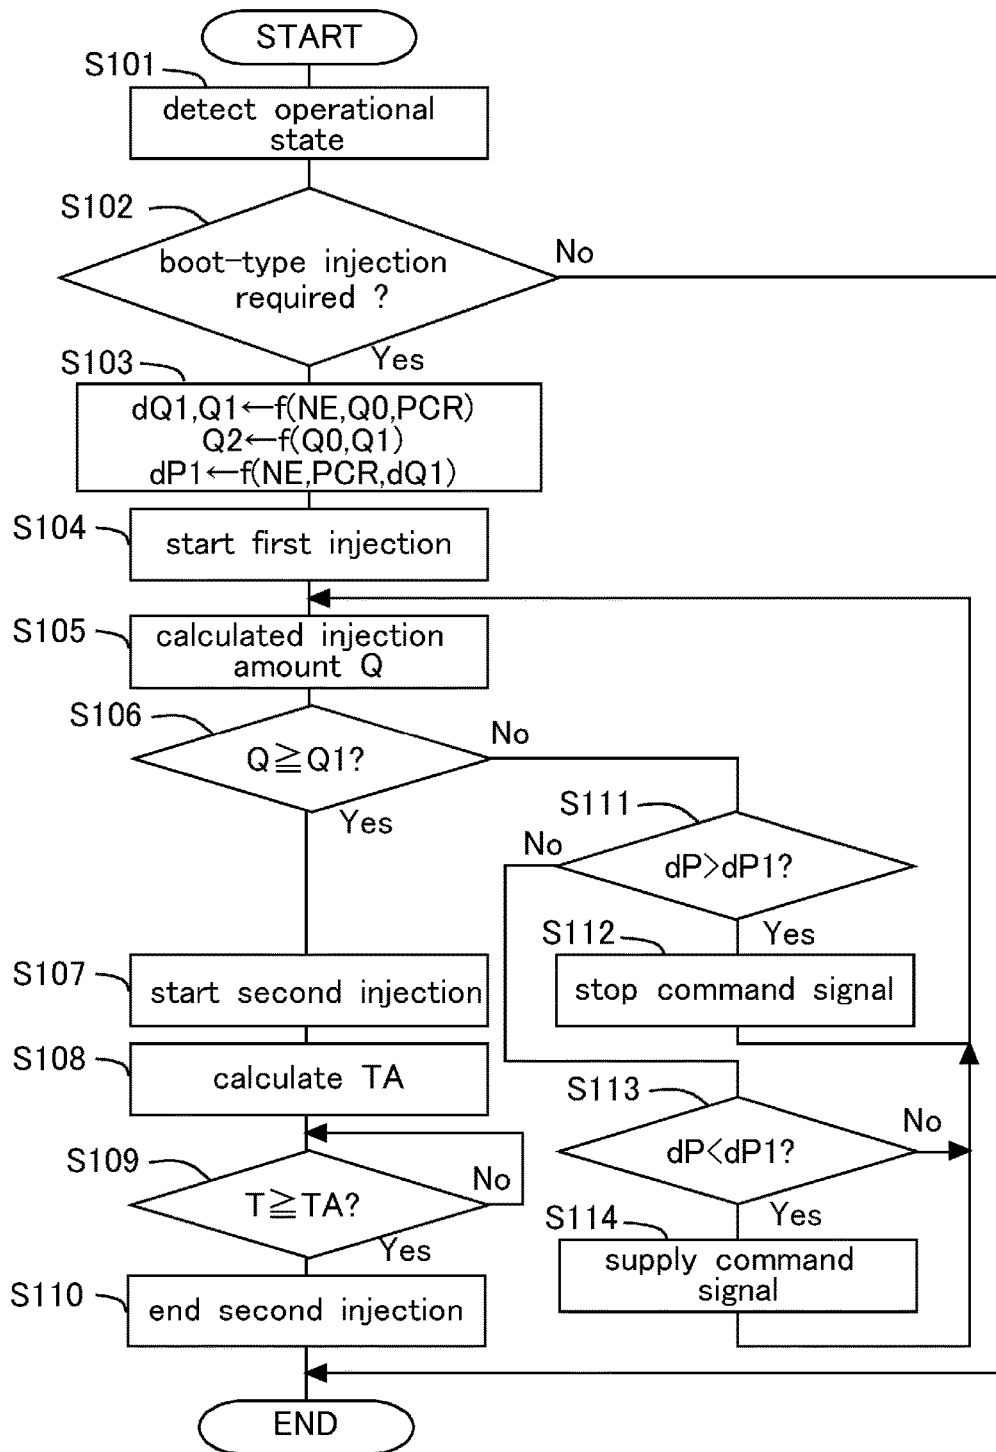 START
S101
detect operational
state
S102
boot-type injection
required ?
No
Yes
S103
dQ1,Q1←f(NE,Q0,PCR)
Q2←f(Q0,Q1)
dP1←f(NE,PCR,dQ1)
S104
start first injection
S105
calculated injection
amount Q
S106
Q≧Q1?
No
Yes
S111
dP>dP1?
No
Yes
S112
stop command signal
S107
start second injection
S108
calculate TA
S113
dP<dP1?
No
Yes
S109
T≧TA?
No
Yes
S114
supply command
signal
S110
end second injection
END